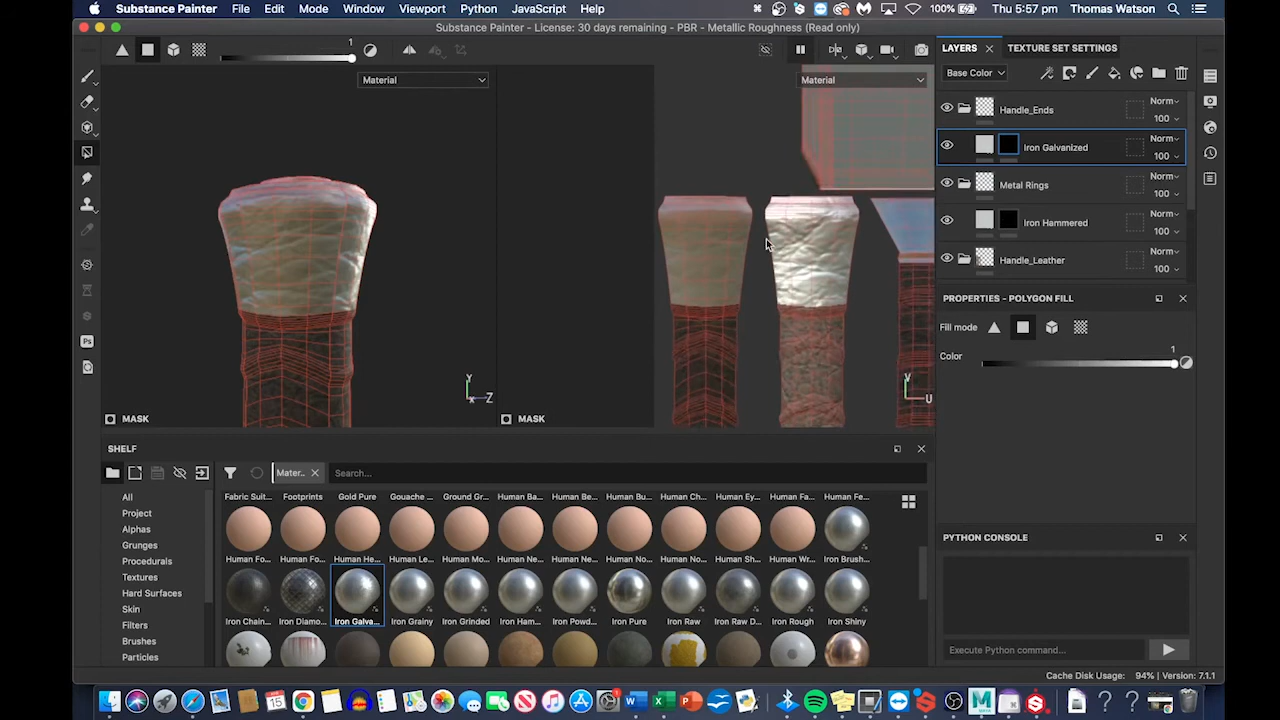 Substance Painter File Edit Mode Window Viewport Python JavaScript Help 100% Thu 5:57 pm Thomas Watson
Substance Painter - License: 30 days remaining - PBR - Metallic Roughness (Read only)
1
LAYERS TEXTURE SET SETTINGS
Base Color
Material
Material
Handle_Ends Norm 100
Iron Galvanized Norm 100
Metal Rings Norm 100
Iron Hammered Norm 100
Handle_Leather Norm 100
PROPERTIES - POLYGON FILL
Fill mode
Color 1
Y
Z
X
V
U
MASK
MASK
SHELF
Mater.. Search...
All
Project
Alphas
Grunges
Procedurals
Textures
Hard Surfaces
Skin
Filters
Brushes
Particles
Fabric Suit... Footprints Gold Pure Gouache ... Ground Gr... Human Ba... Human Be... Human Bu... Human Ch... Human Ey... Human Fa... Human Fe...
Human Fo... Human Fo... Human He... Human Le... Human Mo... Human Ne... Human Ne... Human No... Human No... Human Sh... Human Wr... Iron Brush...
Iron Chain... Iron Diamo... Iron Galva... Iron Grainy Iron Grinded Iron Ham... Iron Powd... Iron Pure Iron Raw Iron Raw D... Iron Rough Iron Shiny
PYTHON CONSOLE
Execute Python command...
Cache Disk Usage: 94% | Version: 7.1.1